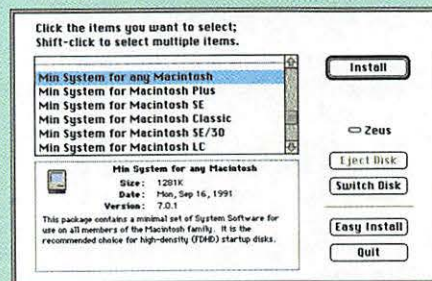 Click the items you want to select;
Shift-click to select multiple items.
Min System for any Macintosh
Min System for Macintosh Plus
Min System for Macintosh SE
Min System for Macintosh Classic
Min System for Macintosh SE/30
Min System for Macintosh LC
Min System for any Macintosh
Size: 1281K
Date: Mon, Sep 16, 1991
Version: 7.0.1
This package contains a minimal set of System Software for
use on all members of the Macintosh family. It is the
recommended choice for high-density (FDHD) startup disks.
Install
Zeus
Eject Disk
Switch Disk
Easy Install
Quit